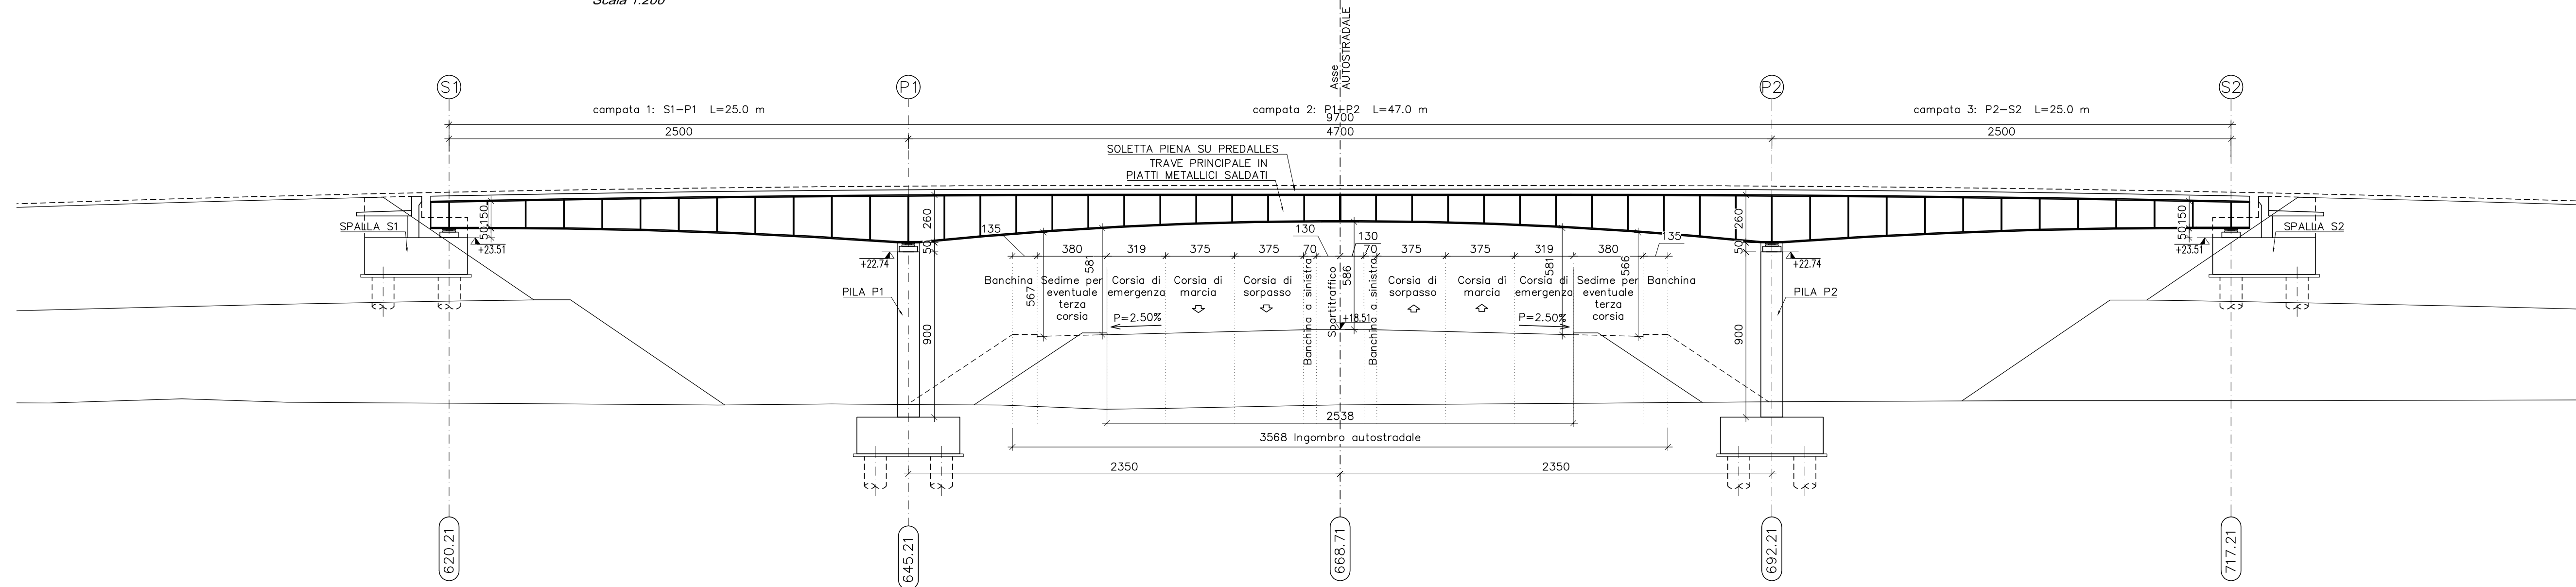 Scala 1:200
Asse
AUTOSTRADALE
S1
P1
P2
S2
campata 1: S1-P1 L=25.0 m
campata 2: P1-P2 L=47.0 m
campata 3: P2-S2 L=25.0 m
9700
2500
4700
2500
SOLETTA PIENA SU PREDALLES
TRAVE PRINCIPALE IN
PIATTI METALLICI SALDATI
SPALLA S1
150
50
+23.51
260
50
+22.74
PILA P1
900
135
380
319
375
375
70
130
130
70
375
375
319
380
135
567
581
586
581
566
Banchina
Sedime per
eventuale
terza
corsia
Corsia di
emergenza
Corsia di
marcia
Corsia di
sorpasso
Banchina a sinistra
Spartitraffico
Banchina a sinistra
Corsia di
sorpasso
Corsia di
marcia
Corsia di
emergenza
Sedime per
eventuale
terza
corsia
Banchina
P=2.50%
+18.51
P=2.50%
260
50
+22.74
PILA P2
900
150
50
+23.51
SPALLA S2
2538
3568 Ingombro autostradale
2350
2350
620.21
645.21
668.71
692.21
717.21